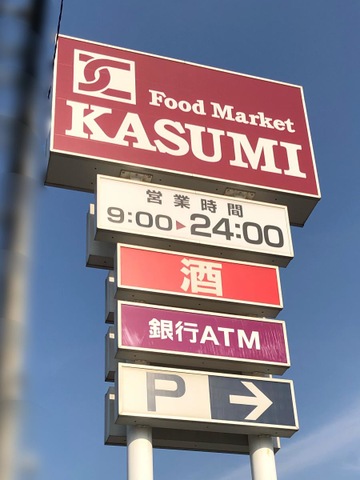 Food Market
KASUMI
営業時間
9:00▶24:00
酒
銀行ATM
P →